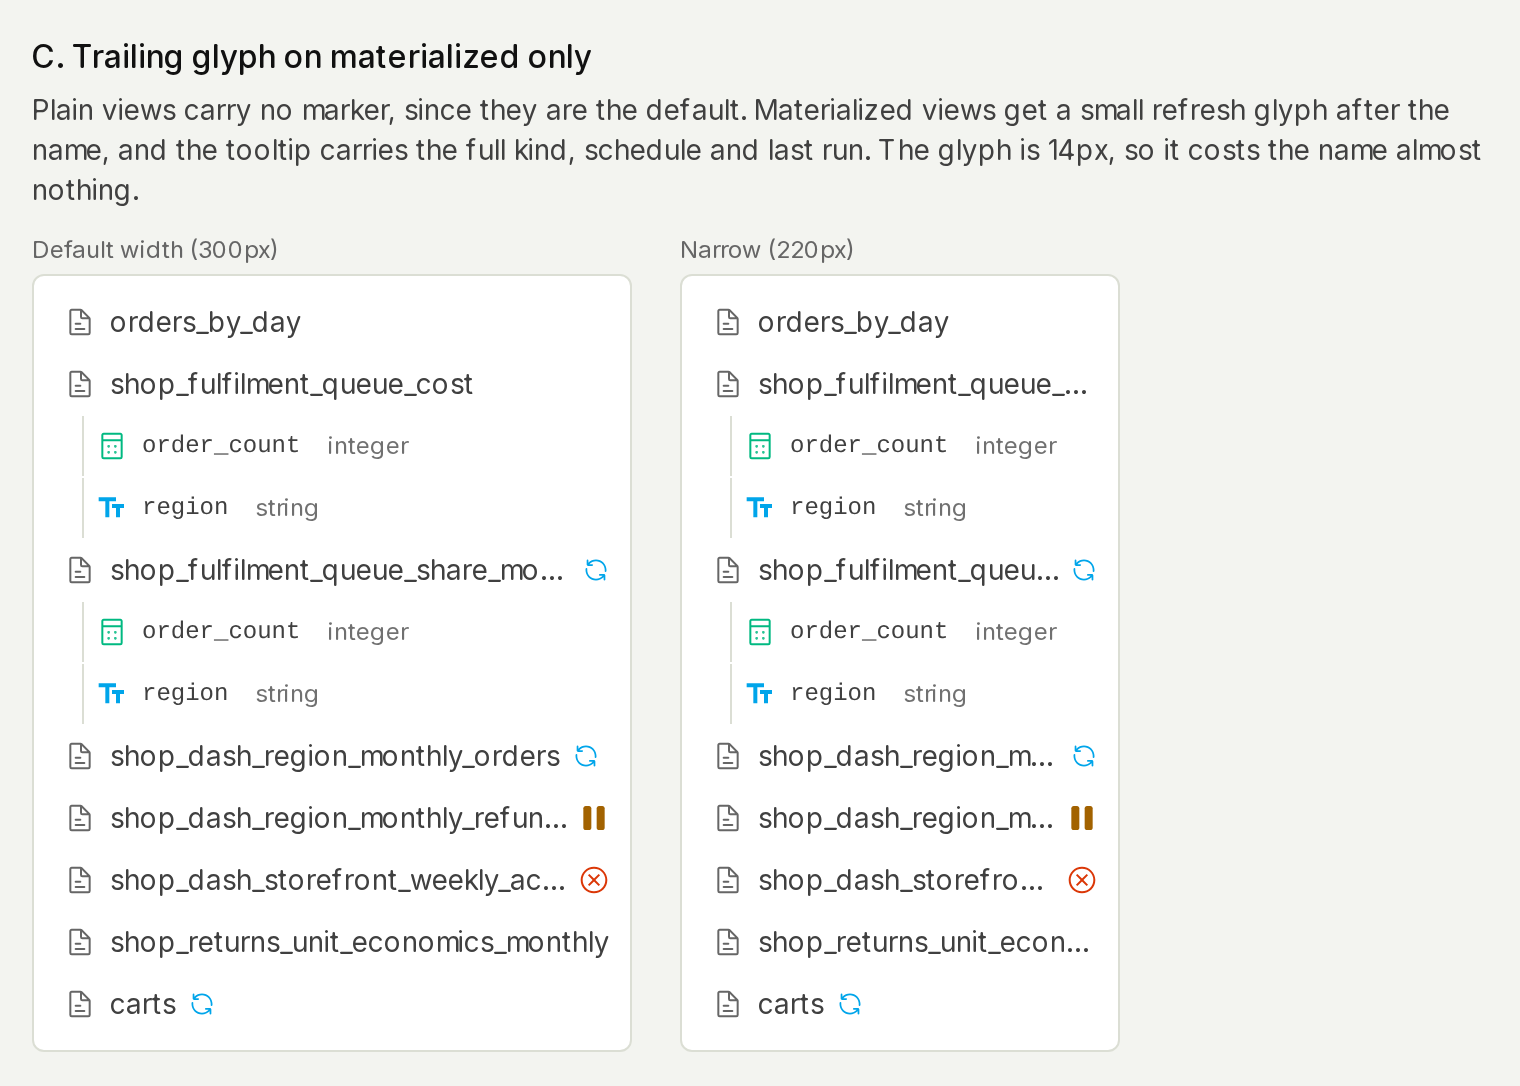 C. Trailing glyph on materialized only
Plain views carry no marker, since they are the default. Materialized views get a small refresh glyph after the
name, and the tooltip carries the full kind, schedule and last run. The glyph is 14px, so it costs the name almost
nothing.
Default width (300px)
orders_by_day
shop_fulfilment_queue_cost
order_count integer
region string
shop_fulfilment_queue_share_mo...
order_count integer
region string
shop_dash_region_monthly_orders
shop_dash_region_monthly_refun...
shop_dash_storefront_weekly_ac...
shop_returns_unit_economics_monthly
carts
Narrow (220px)
orders_by_day
shop_fulfilment_queue_...
order_count integer
region string
shop_fulfilment_queu...
order_count integer
region string
shop_dash_region_m...
shop_dash_region_m...
shop_dash_storefro...
shop_returns_unit_econ...
carts